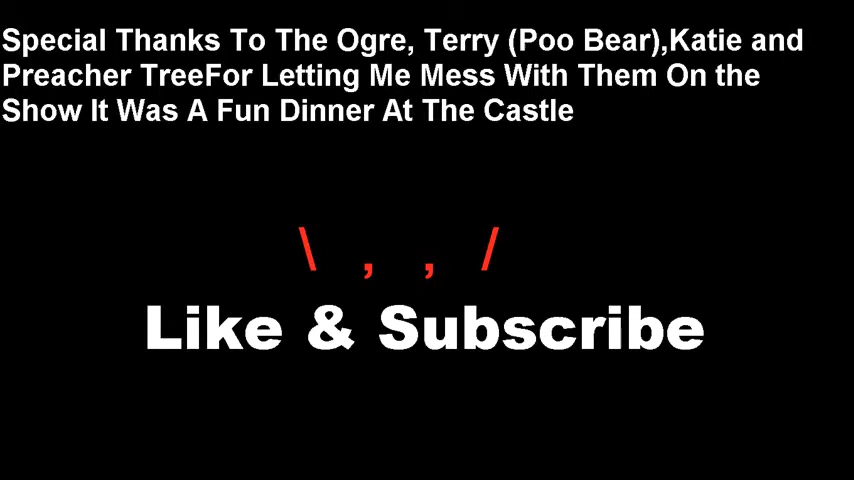 Special Thanks To The Ogre, Terry (Poo Bear),Katie and
Preacher TreeFor Letting Me Mess With Them On the
Show It Was A Fun Dinner At The Castle
\ , , /
Like & Subscribe